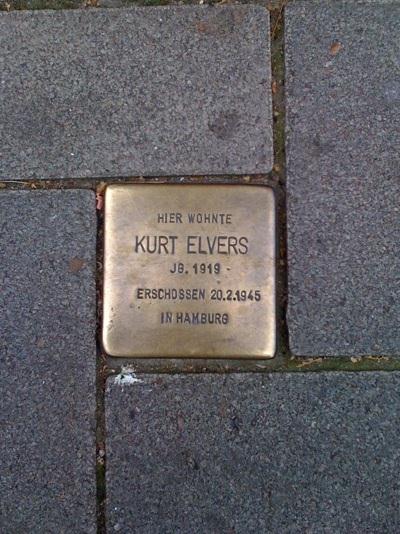 HIER WOHNTE
KURT ELVERS
JG. 1919
ERSCHOSSEN 20.2.1945
IN HAMBURG